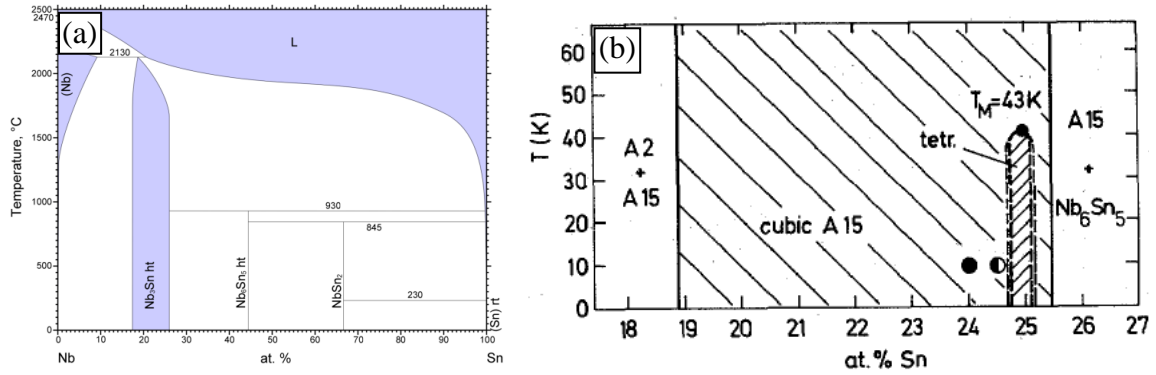 (a)
2500
2470
2000
1500
1000
500
0
Temperature, °C
L
2130
(Nb)
930
845
230
Nb₃Sn ht
Nb₆Sn₅ ht
NbSn₂
(Sn) rt
0 10 20 30 40 50 60 70 80 90 100
Nb at. % Sn
(b)
60
50
40
30
20
10
0
T (K)
T_M=43K
tetr.
A2
+
A15
cubic A15
A15
+
Nb₆Sn₅
18 19 20 21 22 23 24 25 26 27
at.% Sn